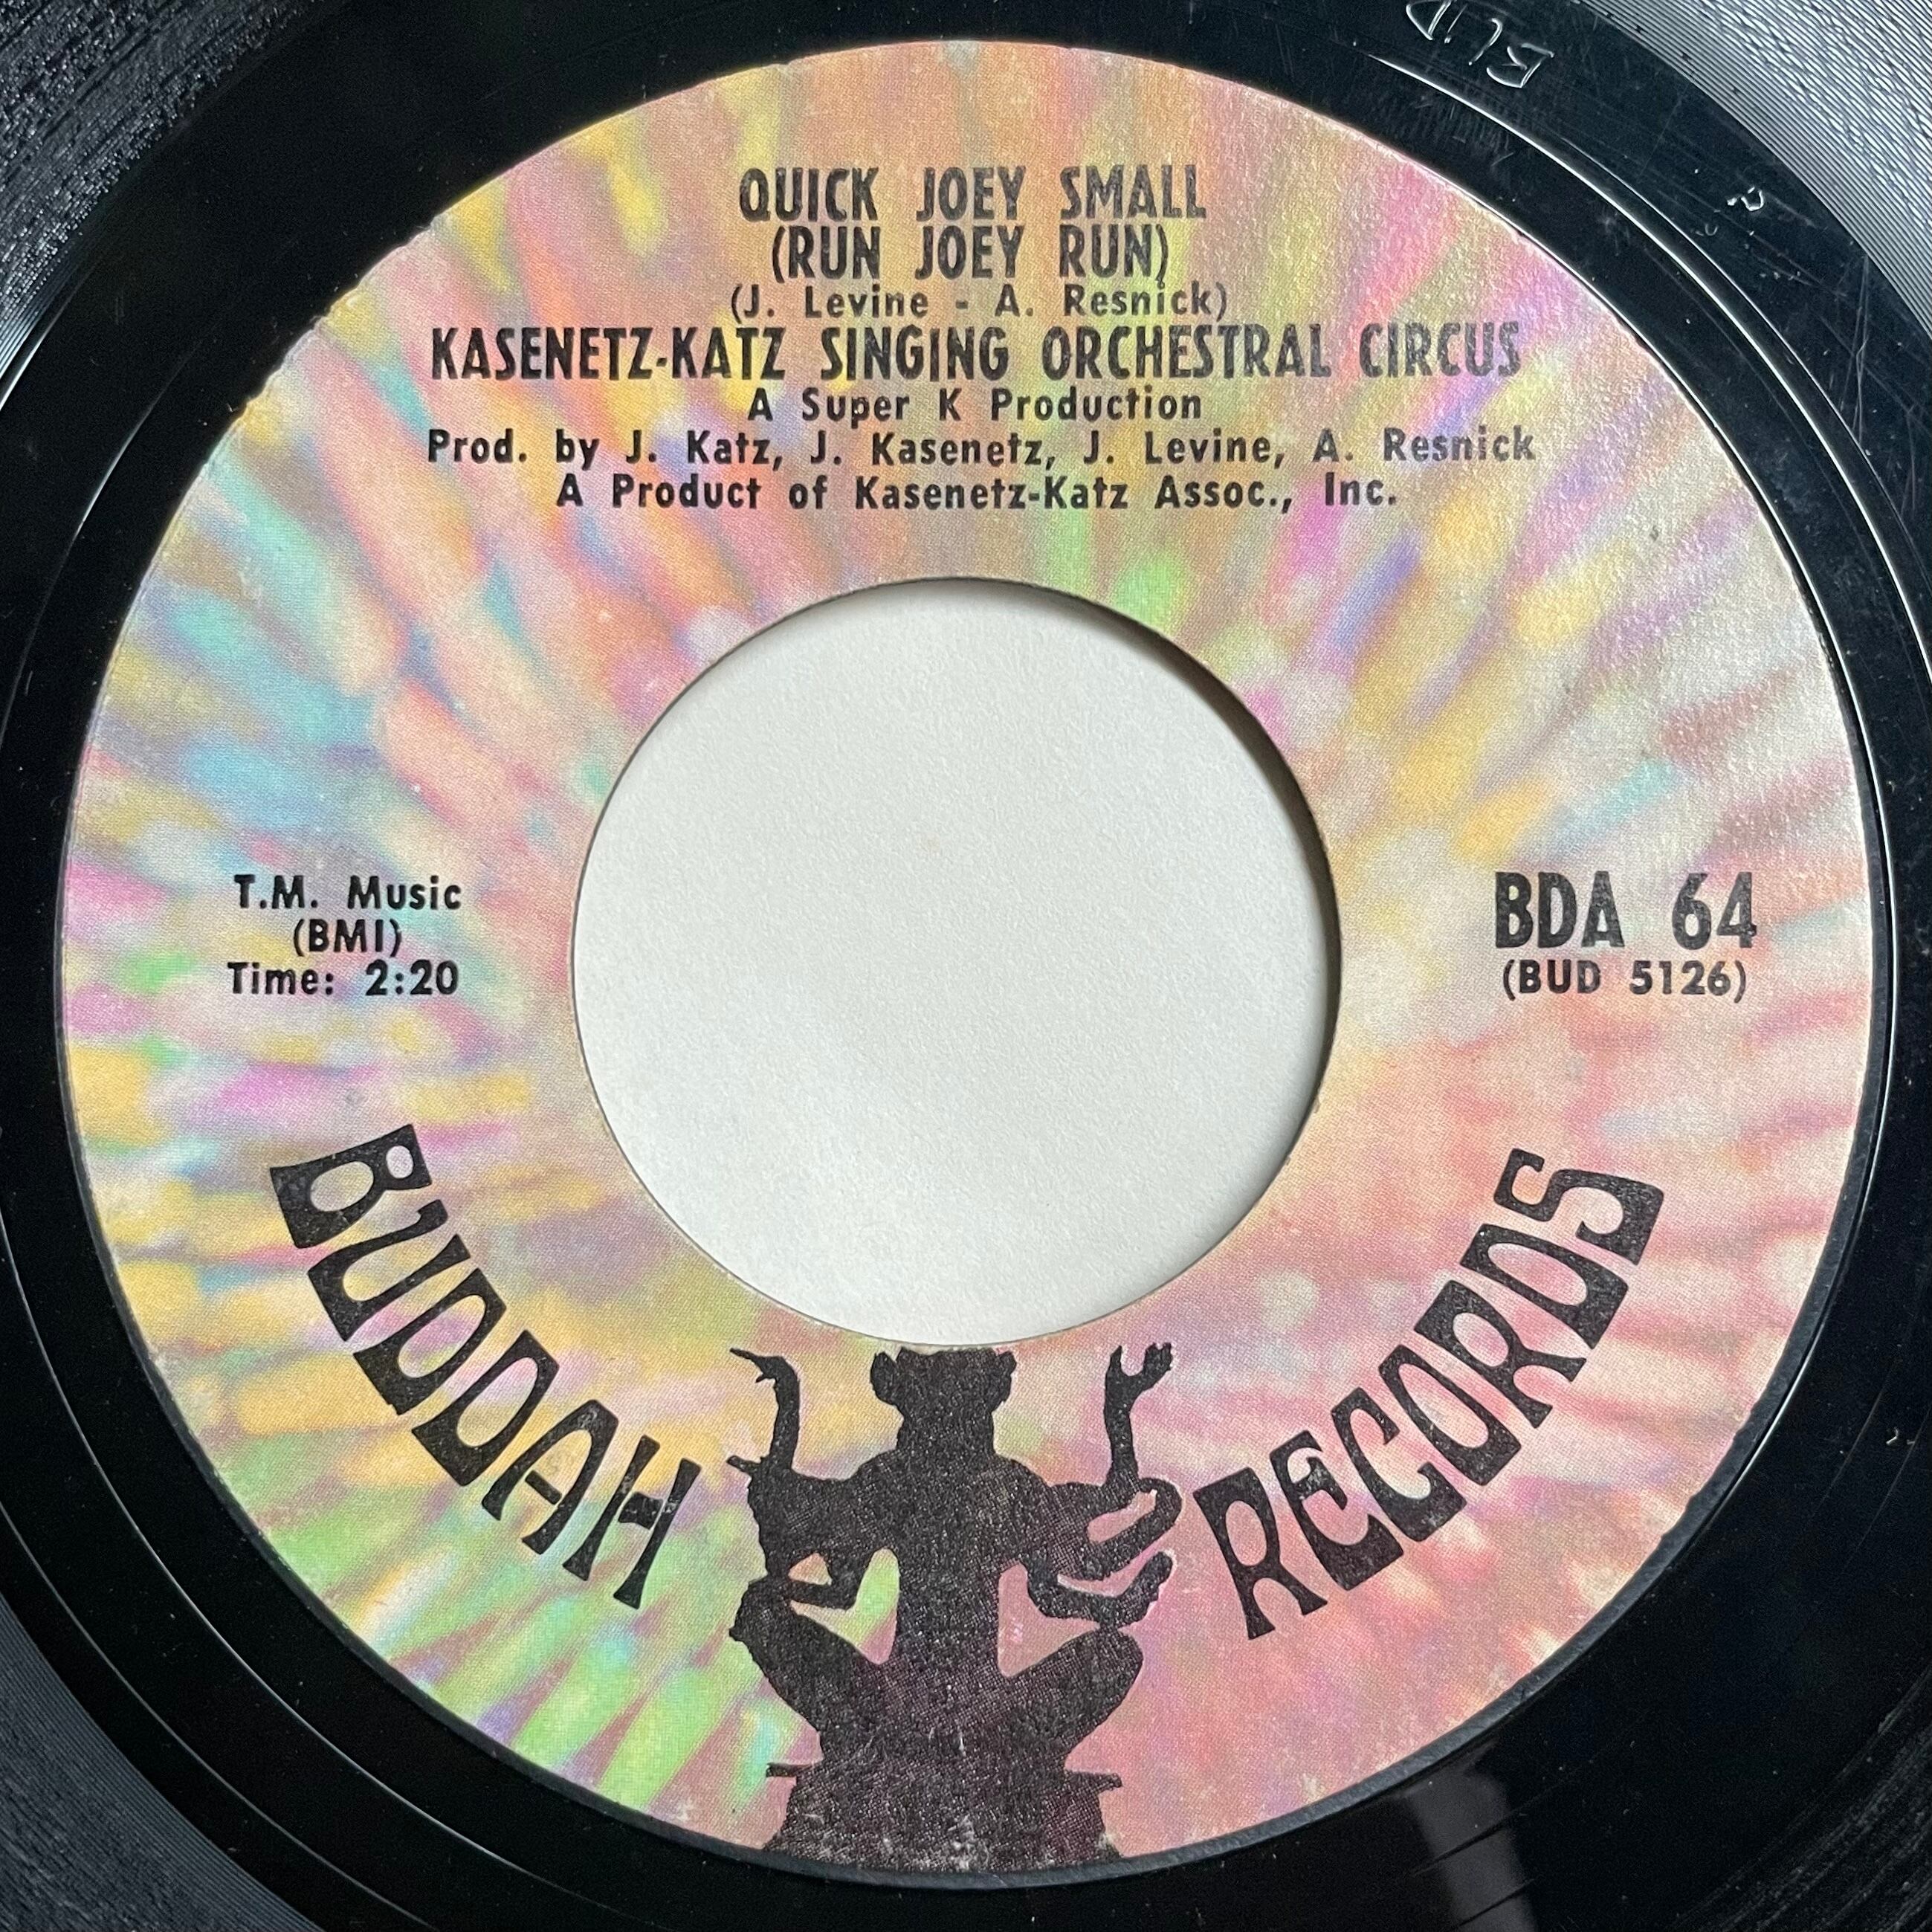 QUICK JOEY SMALL
(RUN JOEY RUN)
(J. Levine - A. Resnick)
KASENETZ-KATZ SINGING ORCHESTRAL CIRCUS
A Super K Production
Prod. by J. Katz, J. Kasenetz, J. Levine, A. Resnick
A Product of Kasenetz-Katz Assoc., Inc.
T.M. Music
(BMI)
Time: 2:20
BDA 64
(BUD 5126)
BUDDAH RECORDS